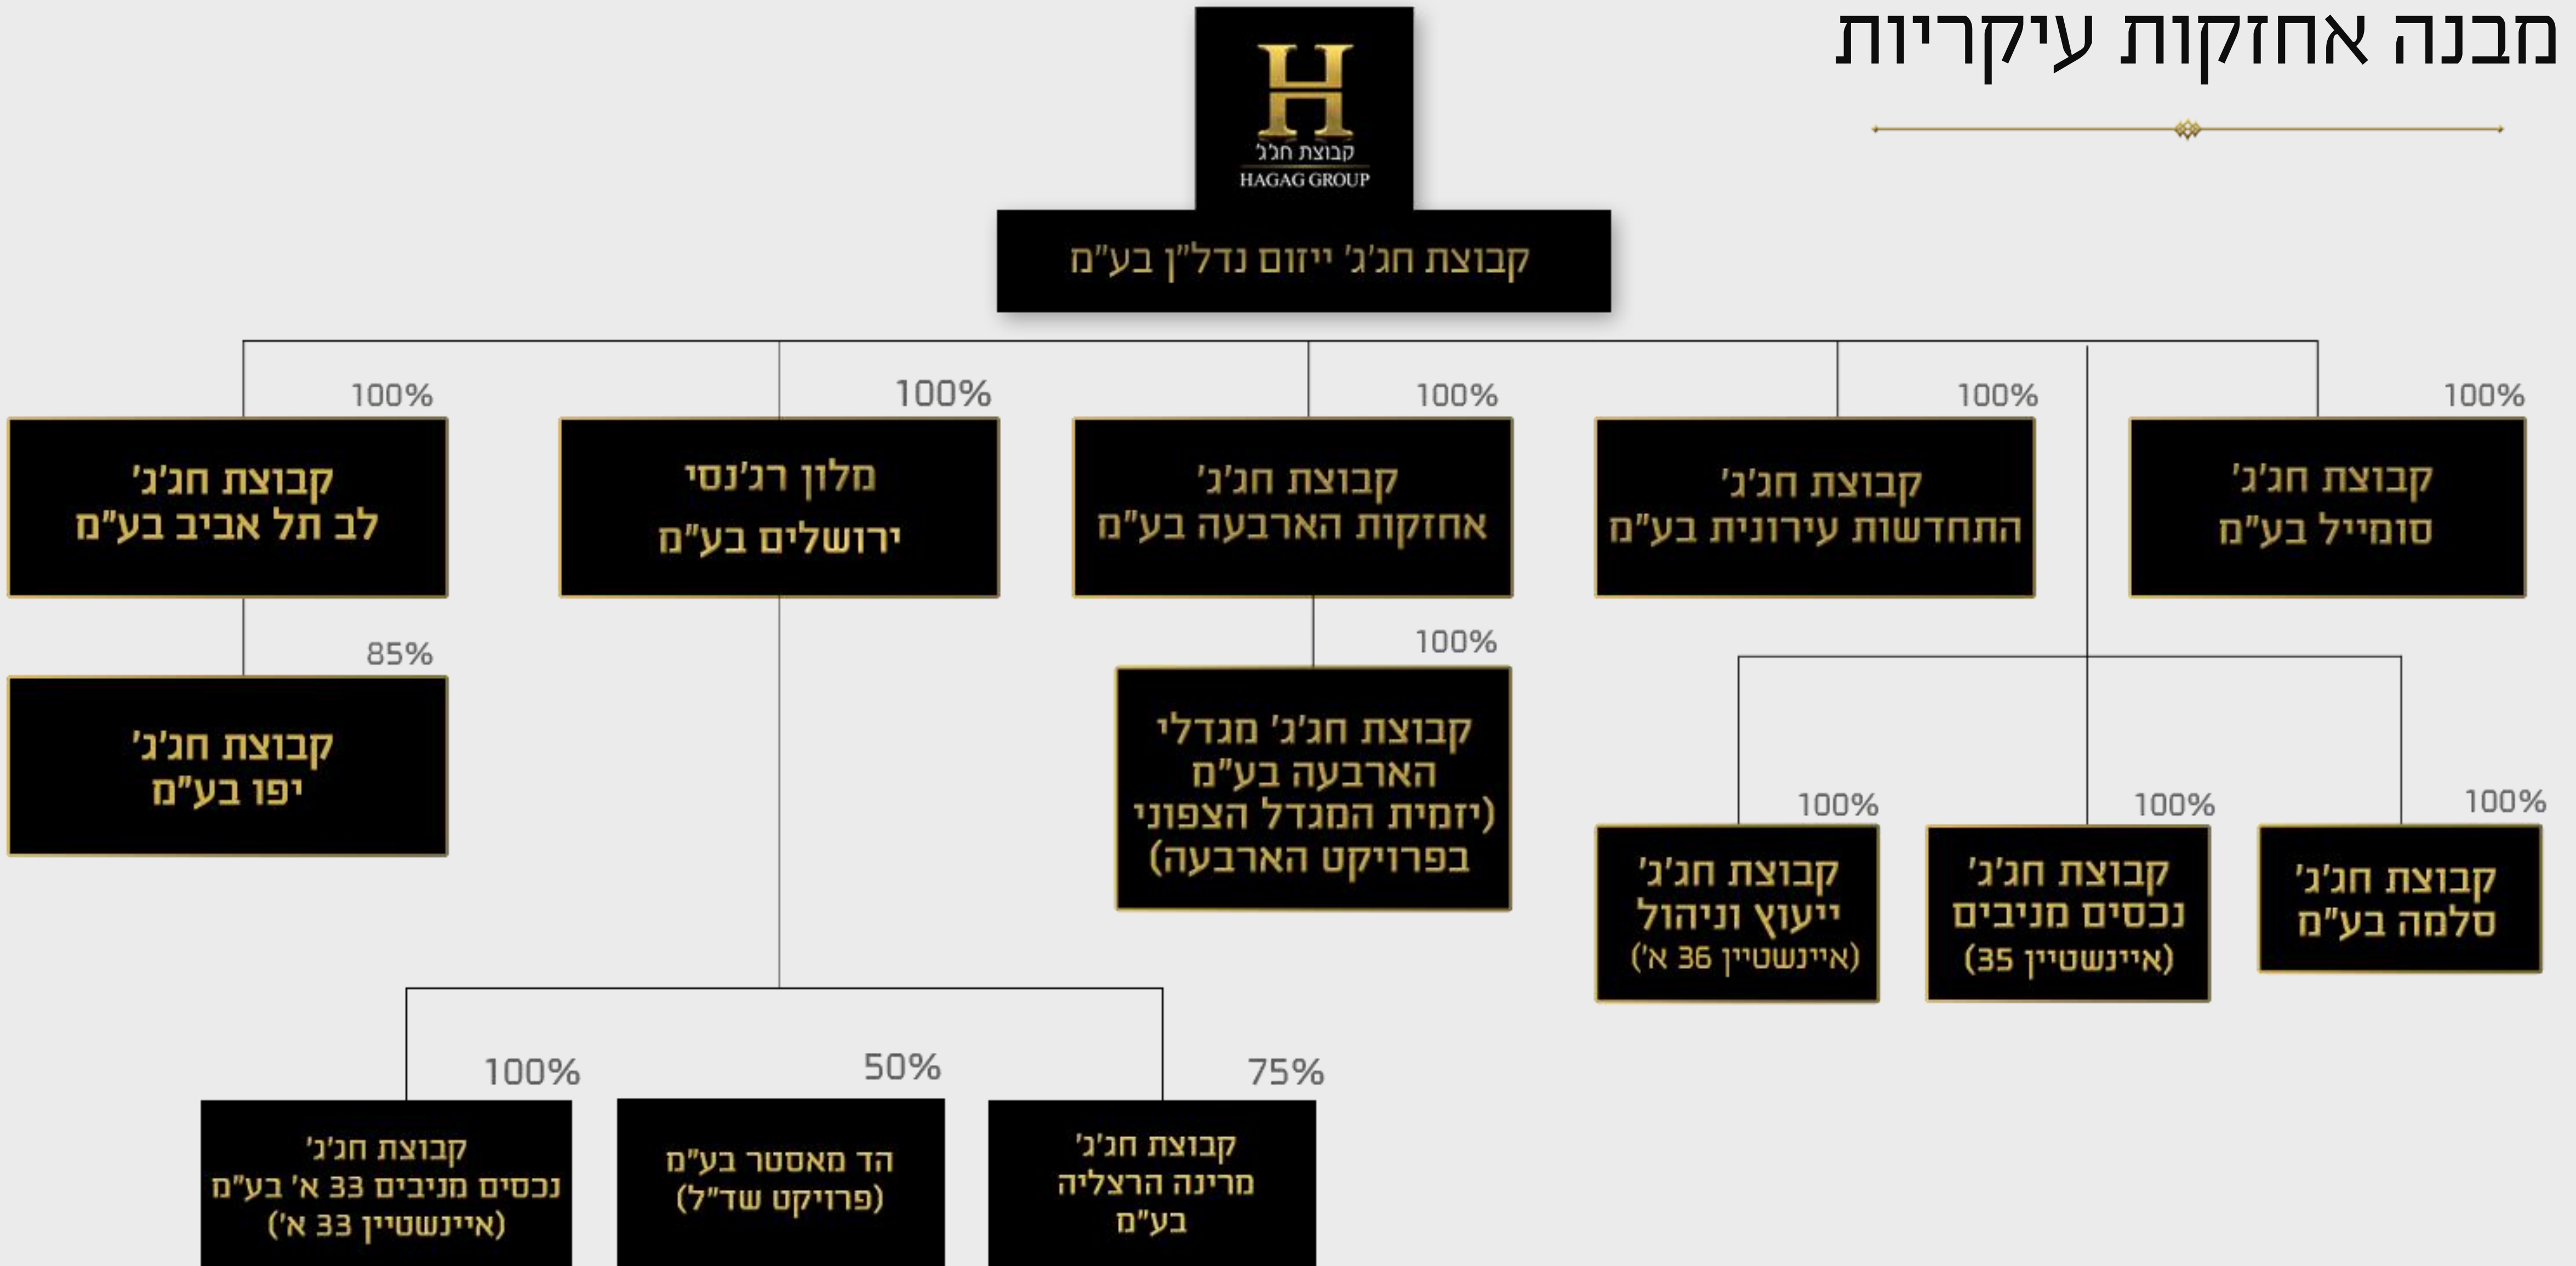 מבנה אחזקות עיקריות
H
קבוצת חג'ג'
HAGAG GROUP
קבוצת חג'ג' ייזום נדל"ן בע"מ
100%
קבוצת חג'ג'
סומייל בע"מ
100%
קבוצת חג'ג'
התחדשות עירונית בע"מ
100%
קבוצת חג'ג'
אחזקות הארבעה בע"מ
100%
מלון רג'נסי
ירושלים בע"מ
100%
קבוצת חג'ג'
לב תל אביב בע"מ
100%
קבוצת חג'ג' מגדלי
הארבעה בע"מ
(יזמית המגדל הצפוני
בפרויקט הארבעה)
85%
קבוצת חג'ג'
יפו בע"מ
100%
קבוצת חג'ג'
סלמה בע"מ
100%
קבוצת חג'ג'
נכסים מניבים
(איינשטיין 35)
100%
קבוצת חג'ג'
ייעוץ וניהול
(איינשטיין 36 א')
75%
קבוצת חג'ג'
מרינה הרצליה
בע"מ
50%
הד מאסטר בע"מ
(פרויקט שד"ל)
100%
קבוצת חג'ג'
נכסים מניבים 33 א' בע"מ
(איינשטיין 33 א')